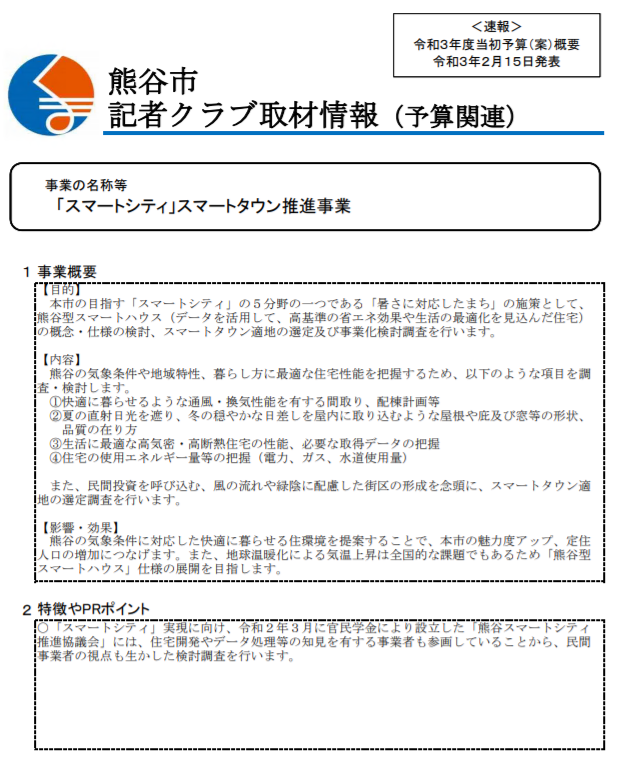 ＜速報＞
令和3年度当初予算（案）概要
令和3年2月15日発表
熊谷市
記者クラブ取材情報（予算関連）
事業の名称等
「スマートシティ」スマートタウン推進事業
１ 事業概要
【目的】
本市の目指す「スマートシティ」の５分野の一つである「暑さに対応したまち」の施策として、
熊谷型スマートハウス（データを活用して、高基準の省エネ効果や生活の最適化を見込んだ住宅）
の概念・仕様の検討、スマートタウン適地の選定及び事業化検討調査を行います。
【内容】
熊谷の気象条件や地域特性、暮らし方に最適な住宅性能を把握するため、以下のような項目を調
査・検討します。
①快適に暮らせるような通風・換気性能を有する間取り、配棟計画等
②夏の直射日光を遮り、冬の穏やかな日差しを屋内に取り込むような屋根や庇及び窓等の形状、
品質の在り方
③生活に最適な高気密・高断熱住宅の性能、必要な取得データの把握
④住宅の使用エネルギー量等の把握（電力、ガス、水道使用量）
また、民間投資を呼び込む、風の流れや緑陰に配慮した街区の形成を念頭に、スマートタウン適
地の選定調査を行います。
【影響・効果】
熊谷の気象条件に対応した快適に暮らせる住環境を提案することで、本市の魅力度アップ、定住
人口の増加につなげます。また、地球温暖化による気温上昇は全国的な課題でもあるため「熊谷型
スマートハウス」仕様の展開を目指します。
２ 特徴やPRポイント
○「スマートシティ」実現に向け、令和２年３月に官民学金により設立した「熊谷スマートシティ
推進協議会」には、住宅開発やデータ処理等の知見を有する事業者も参画していることから、民間
事業者の視点も生かした検討調査を行います。